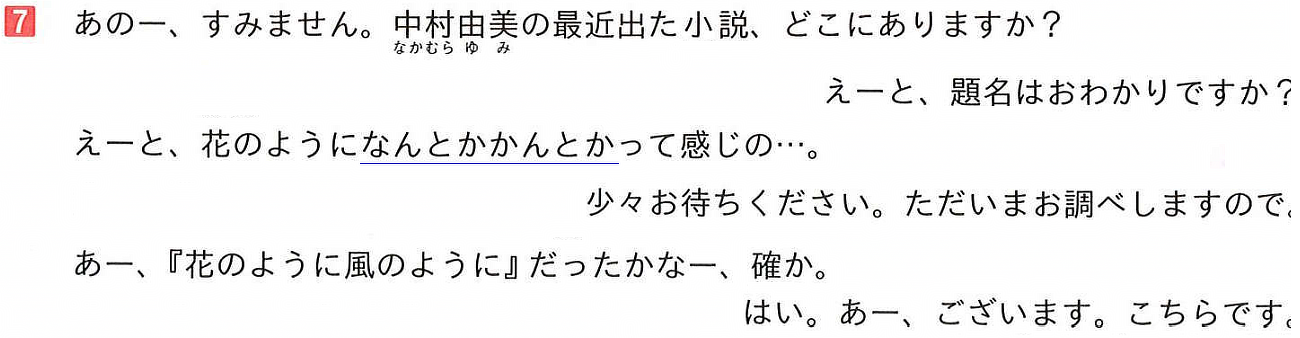 7 あのー、すみません。中村由美の最近出た小説、どこにありますか？
なかむら ゆ み
えーと、題名はおわかりですか？
えーと、花のようになんとかかんとかって感じの…。
少々お待ちください。ただいまお調べしますので。
あー、『花のように風のように』だったかなー、確か。
はい。あー、ございます。こちらです。